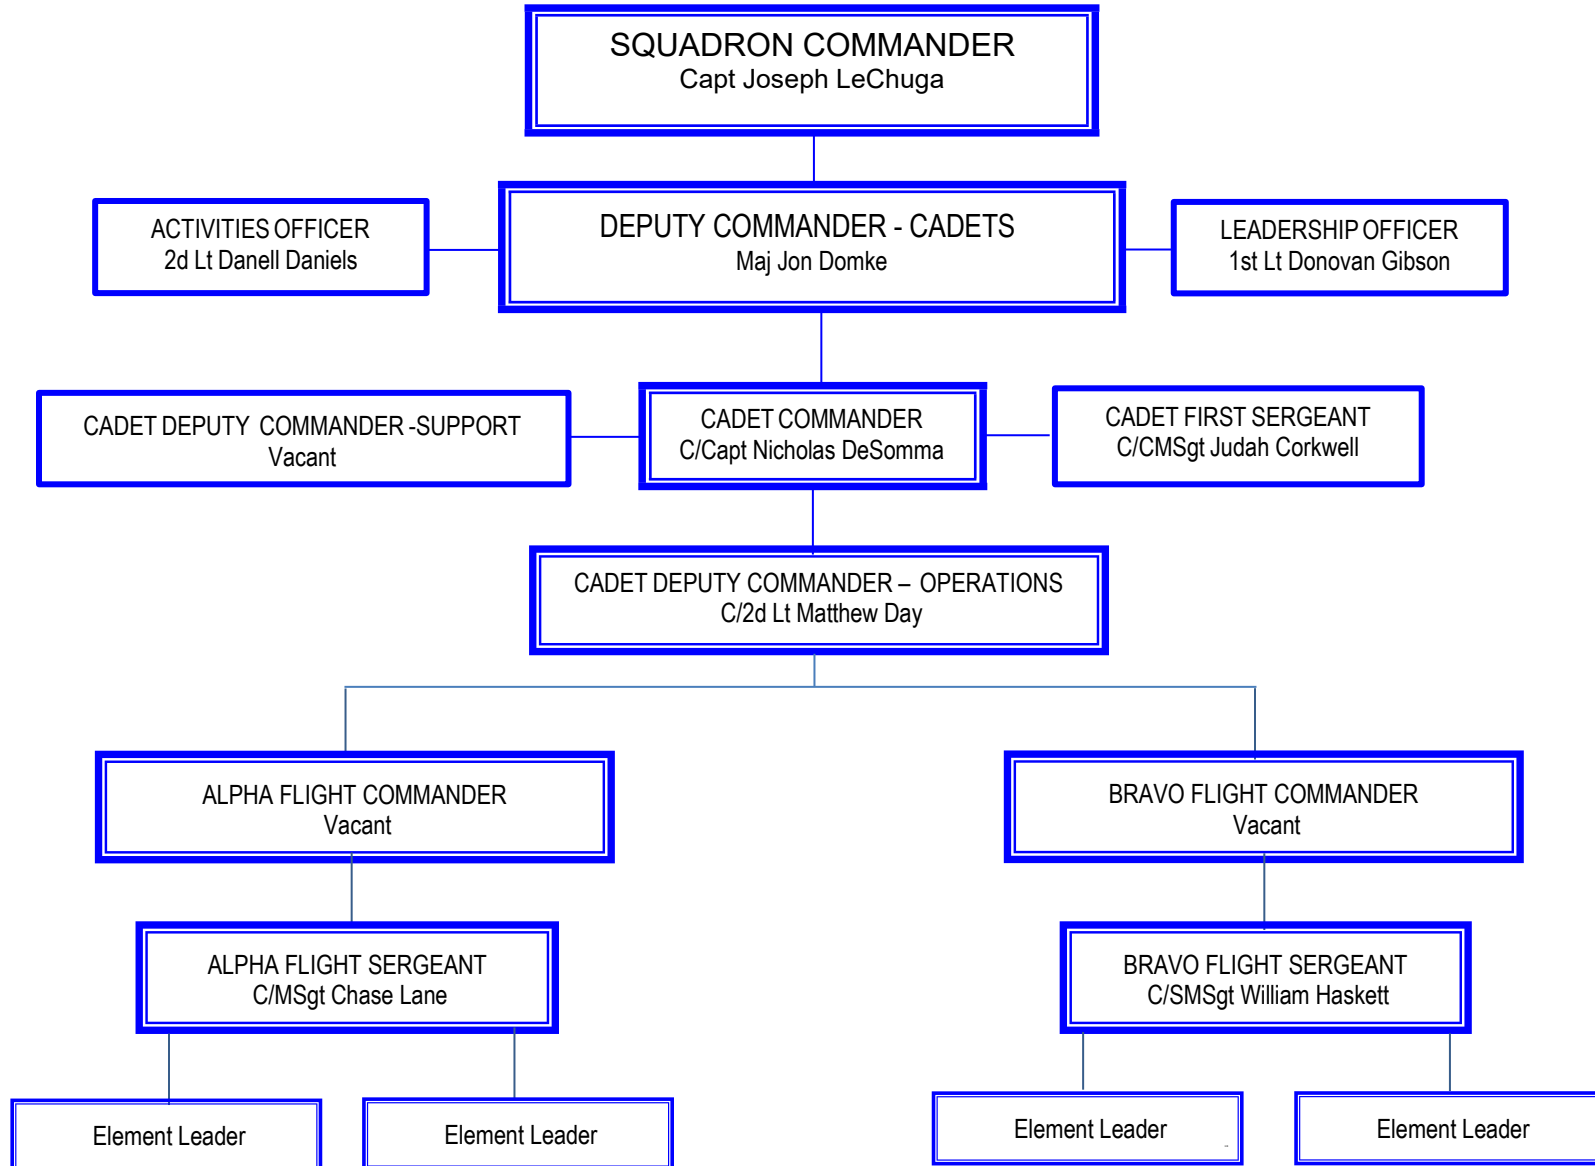 SQUADRON COMMANDER
Capt Joseph LeChuga
ACTIVITIES OFFICER
2d Lt Danell Daniels
DEPUTY COMMANDER - CADETS
Maj Jon Domke
LEADERSHIP OFFICER
1st Lt Donovan Gibson
CADET DEPUTY COMMANDER -SUPPORT
Vacant
CADET COMMANDER
C/Capt Nicholas DeSomma
CADET FIRST SERGEANT
C/CMSgt Judah Corkwell
CADET DEPUTY COMMANDER – OPERATIONS
C/2d Lt Matthew Day
ALPHA FLIGHT COMMANDER
Vacant
BRAVO FLIGHT COMMANDER
Vacant
ALPHA FLIGHT SERGEANT
C/MSgt Chase Lane
BRAVO FLIGHT SERGEANT
C/SMSgt William Haskett
Element Leader
Element Leader
Element Leader
Element Leader